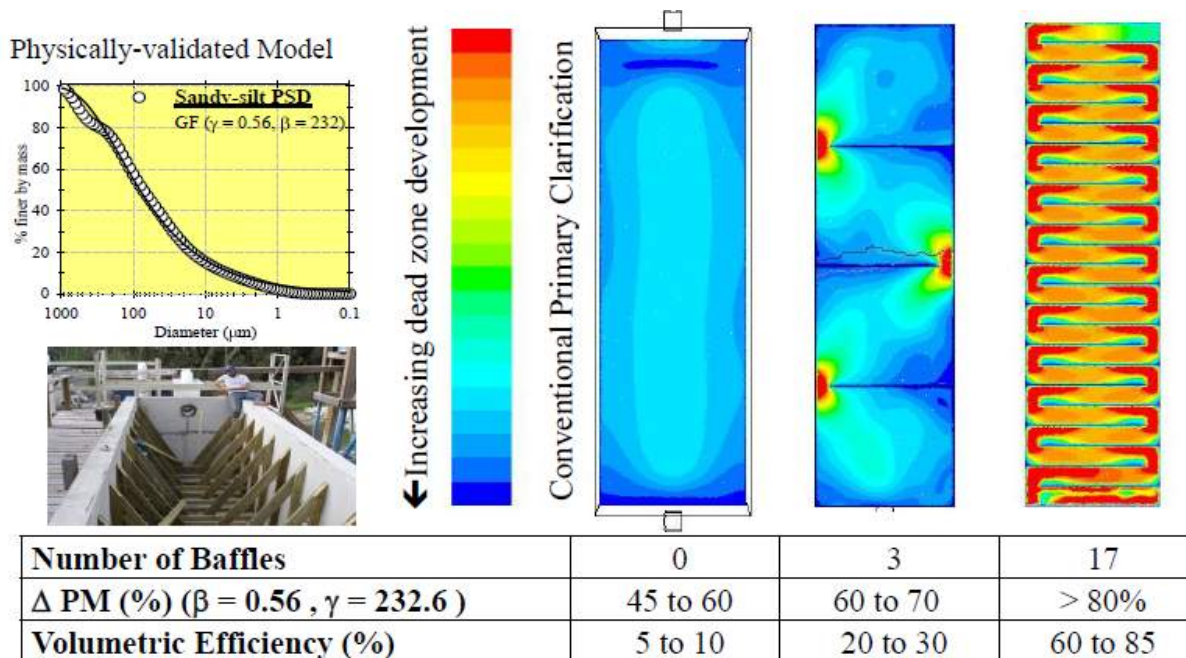 Physically-validated Model
100
80
60
40
20
0
% finer by mass
Sandy-silt PSD
GF (γ = 0.56, β = 232)
1000 100 10 1 0.1
Diameter (μm)
←Increasing dead zone development
Conventional Primary Clarification
Number of Baffles 0 3 17
Δ PM (%) (β = 0.56 , γ = 232.6 ) 45 to 60 60 to 70 > 80%
Volumetric Efficiency (%) 5 to 10 20 to 30 60 to 85